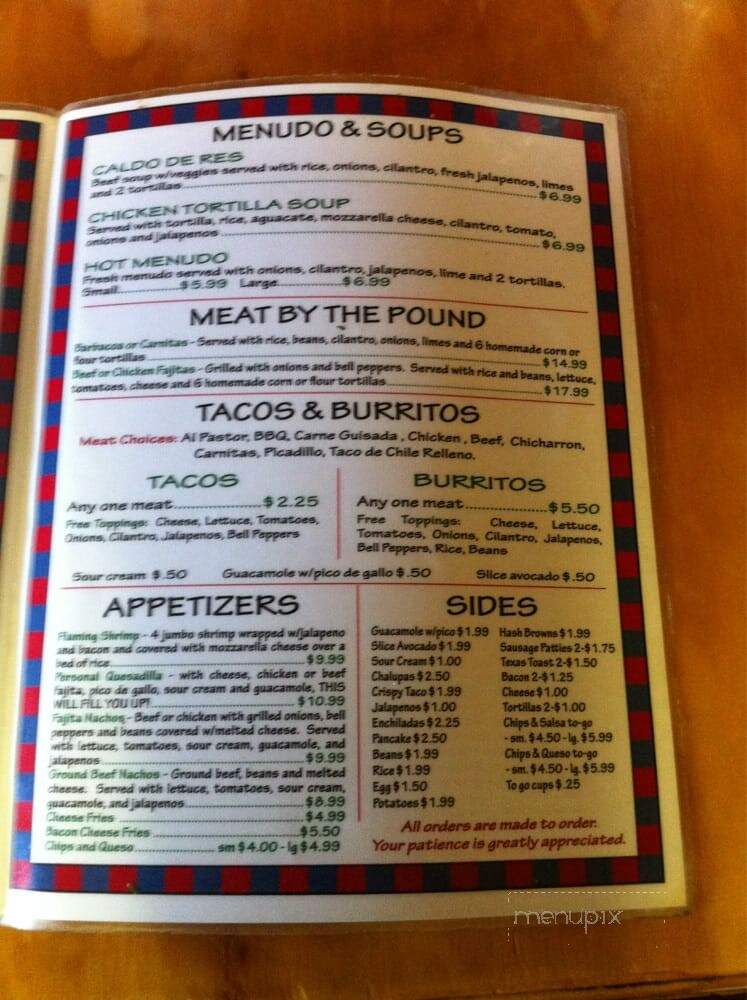 MENUDO & SOUPS
CALDO DE RES
Beef soup w/veggies served with rice, onions, cilantro, fresh jalapenos, limes
and 2 tortillas $6.99
CHICKEN TORTILLA SOUP
Served with tortilla, rice, aguacate, mozzarella cheese, cilantro, tomato,
onions and jalapenos $6.99
HOT MENUDO
Fresh menudo served with onions, cilantro, jalapenos, lime and 2 tortillas.
Small $5.99 Large $6.99
MEAT BY THE POUND
Barbacoa or Carnitas - Served with rice, beans, cilantro, onions, limes and 6 homemade corn or
flour tortillas $14.99
Beef or Chicken Fajitas - Grilled with onions and bell peppers. Served with rice and beans, lettuce,
tomatoes, cheese and 6 homemade corn or flour tortillas $17.99
TACOS & BURRITOS
Meat Choices: Al Pastor, BBQ, Carne Guisada, Chicken, Beef, Chicharron,
Carnitas, Picadillo, Taco de Chile Relleno.
TACOS
Any one meat $2.25
Free Toppings: Cheese, Lettuce, Tomatoes,
Onions, Cilantro, Jalapenos, Bell Peppers
BURRITOS
Any one meat $5.50
Free Toppings: Cheese, Lettuce,
Tomatoes, Onions, Cilantro, Jalapenos,
Bell Peppers, Rice, Beans
Sour cream $.50 Guacamole w/pico de gallo $.50 Slice avocado $.50
APPETIZERS
Flaming Shrimp - 4 jumbo shrimp wrapped w/jalapeno
and bacon and covered with mozzarella cheese over a
bed of rice $9.99
Personal Quesadilla - with cheese, chicken or beef
fajita, pico de gallo, sour cream and guacamole, THIS
WILL FILL YOU UP! $10.99
Fajita Nachos - Beef or chicken with grilled onions, bell
peppers and beans covered w/melted cheese. Served
with lettuce, tomatoes, sour cream, guacamole, and
jalapenos $9.99
Ground Beef Nachos - Ground beef, beans and melted
cheese. Served with lettuce, tomatoes, sour cream,
guacamole, and jalapenos $8.99
Cheese Fries $4.99
Bacon Cheese Fries $5.50
Chips and Queso sm $4.00 - lg $4.99
SIDES
Guacamole w/pico $1.99
Slice Avocado $1.99
Sour Cream $1.00
Chalupas $2.50
Crispy Taco $1.99
Jalapenos $1.00
Enchiladas $2.25
Pancake $2.50
Beans $1.99
Rice $1.99
Egg $1.50
Potatoes $1.99
Hash Browns $1.99
Sausage Patties 2-$1.75
Texas Toast 2-$1.50
Bacon 2-$1.25
Cheese $1.00
Tortillas 2-$1.00
Chips & Salsa to-go
- sm. $4.50 - lg. $5.99
Chips & Queso to-go
- sm. $4.50 - lg. $5.99
To go cups $.25
All orders are made to order.
Your patience is greatly appreciated.
menupix